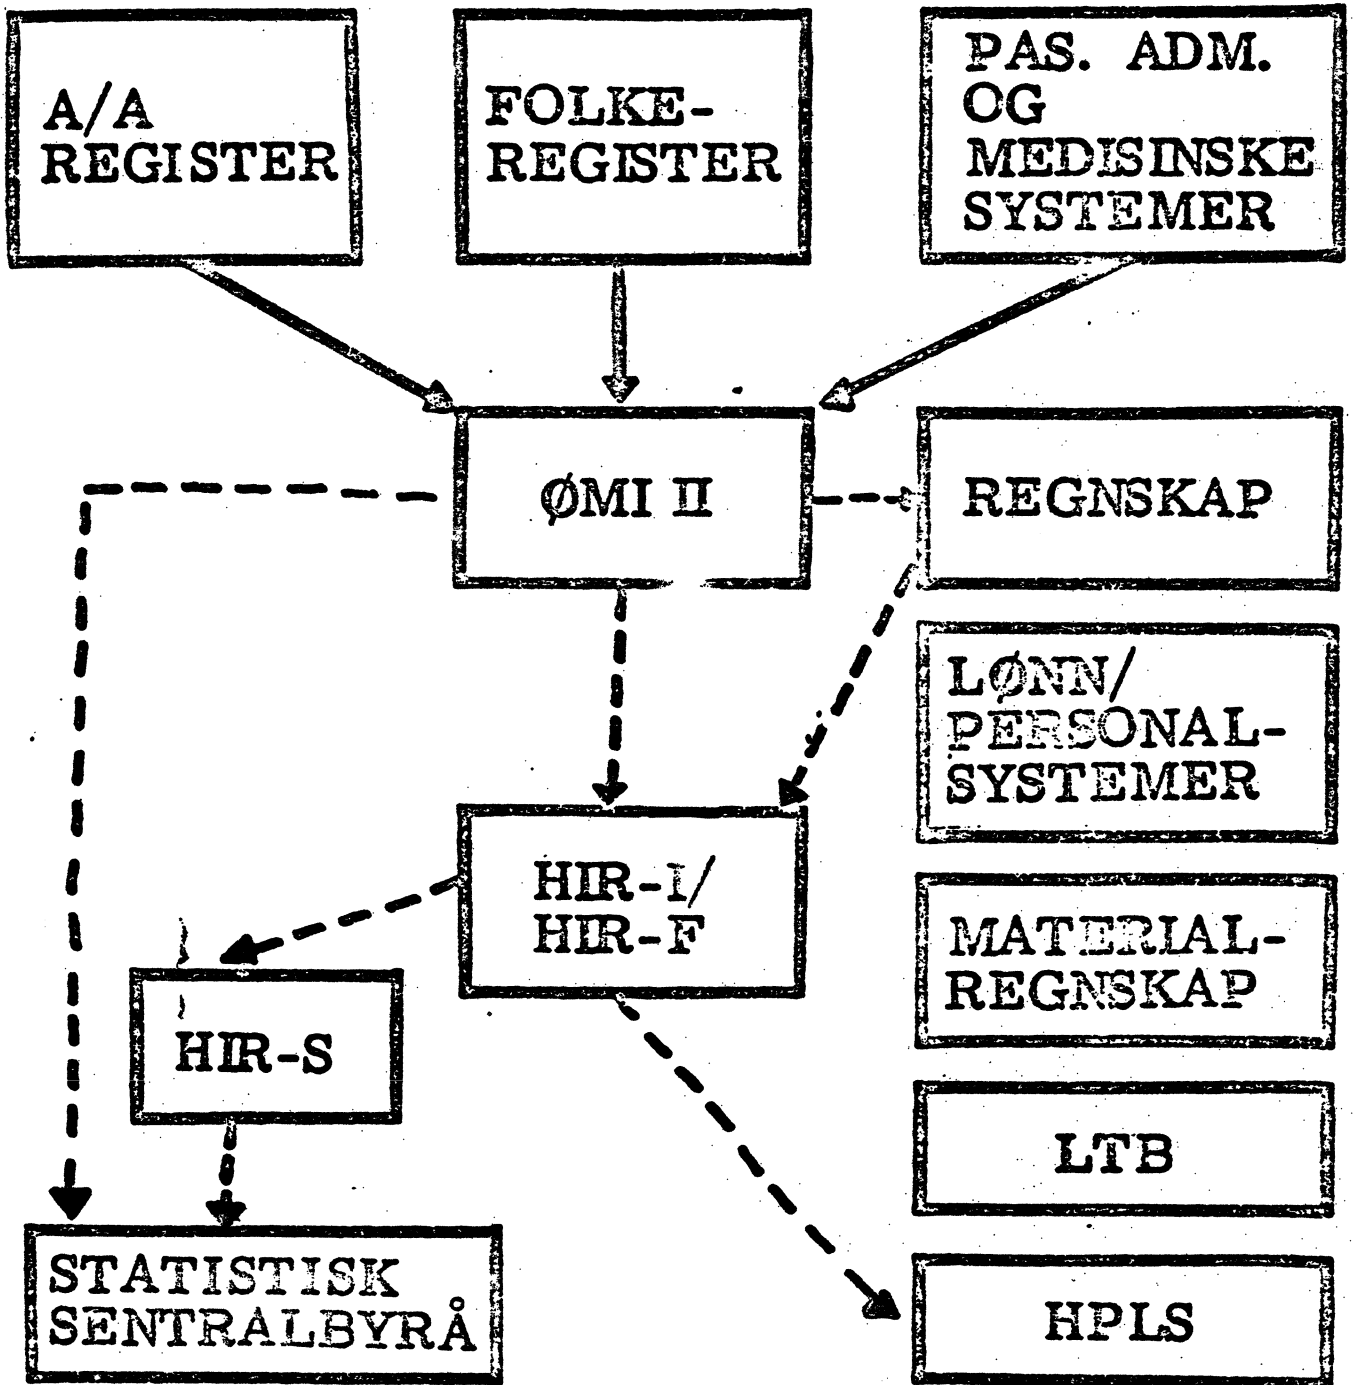 A/A
REGISTER
FOLKE-
REGISTER
PAS. ADM.
OG
MEDISINSKE
SYSTEMER
ØMI II
REGNSKAP
LØNN/
PERSONAL-
SYSTEMER
HIR-I/
HIR-F
MATERIAL-
REGNSKAP
HIR-S
LTB
STATISTISK
SENTRALBYRÅ
HPLS